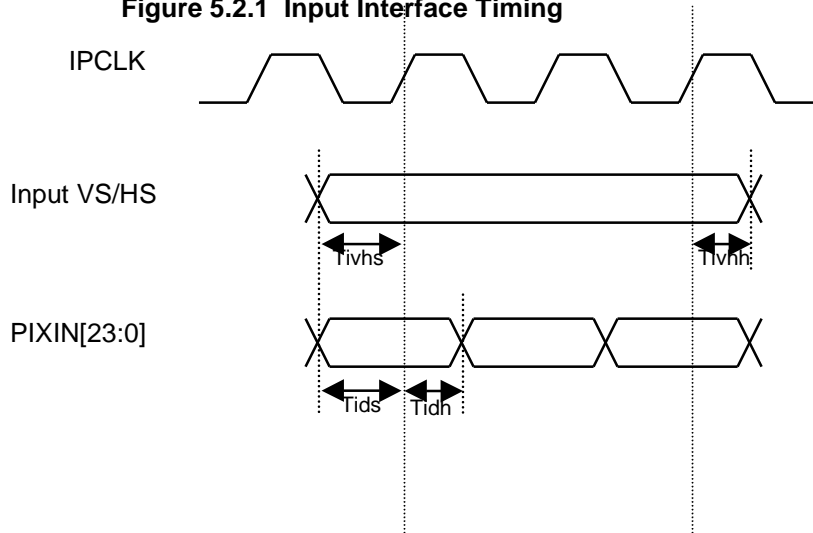 Figure 5.2.1 Input Interface Timing
IPCLK
Input VS/HS
Tivhs
Tivhh
PIXIN[23:0]
Tids
Tidh